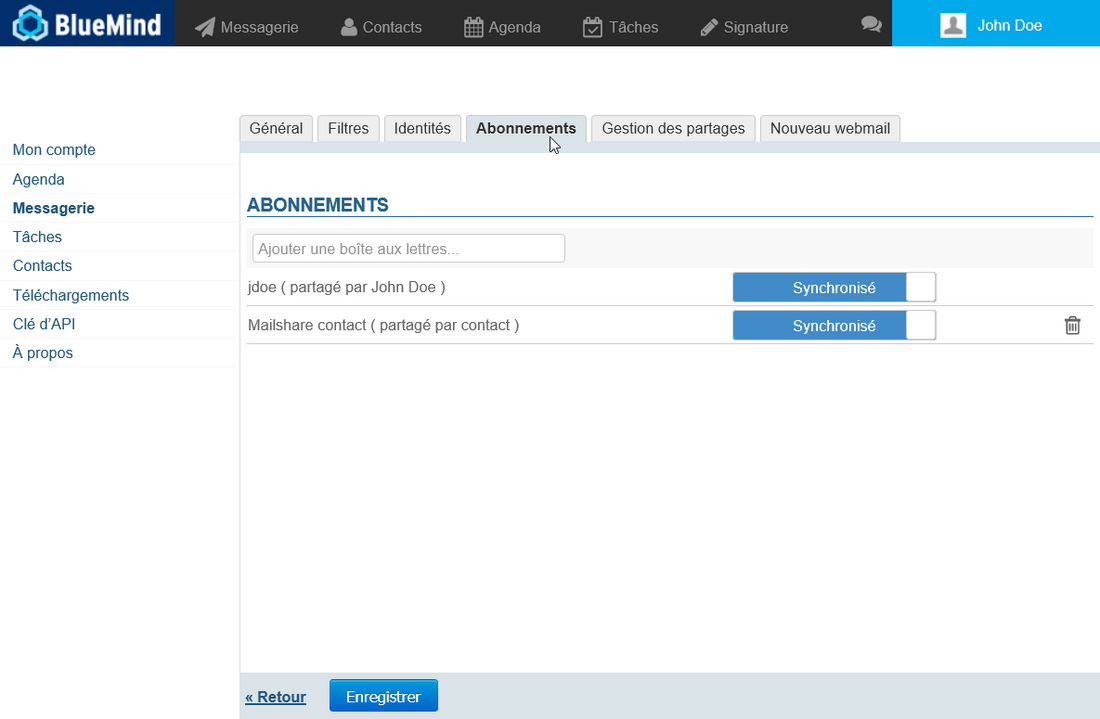 BlueMind Messagerie Contacts Agenda Tâches Signature John Doe
Général Filtres Identités Abonnements Gestion des partages Nouveau webmail
Mon compte
Agenda
Messagerie
Tâches
Contacts
Téléchargements
Clé d'API
À propos
ABONNEMENTS
Ajouter une boîte aux lettres...
jdoe ( partagé par John Doe ) Synchronisé
Mailshare contact ( partagé par contact ) Synchronisé
« Retour Enregistrer